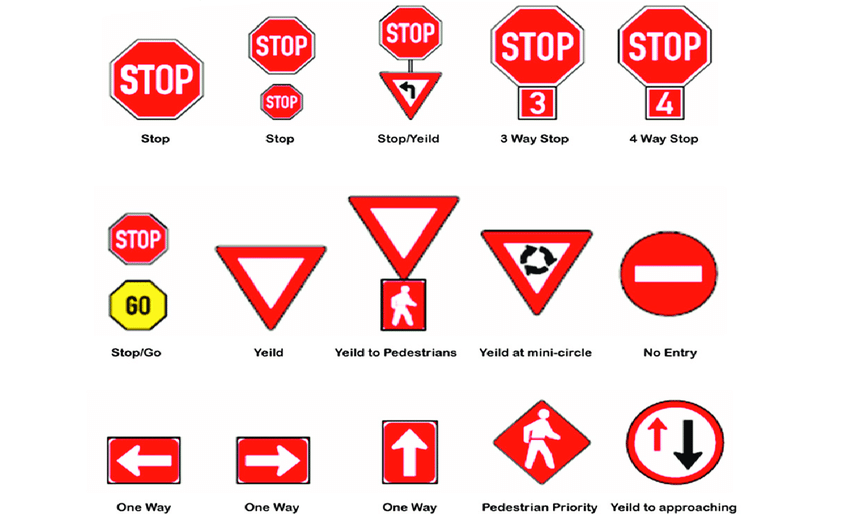 STOP
STOP
STOP
STOP
STOP
STOP
3
4
Stop
Stop
Stop/Yeild
3 Way Stop
4 Way Stop
STOP
GO
Stop/Go
Yeild
Yeild to Pedestrians
Yeild at mini-circle
No Entry
One Way
One Way
One Way
Pedestrian Priority
Yeild to approaching